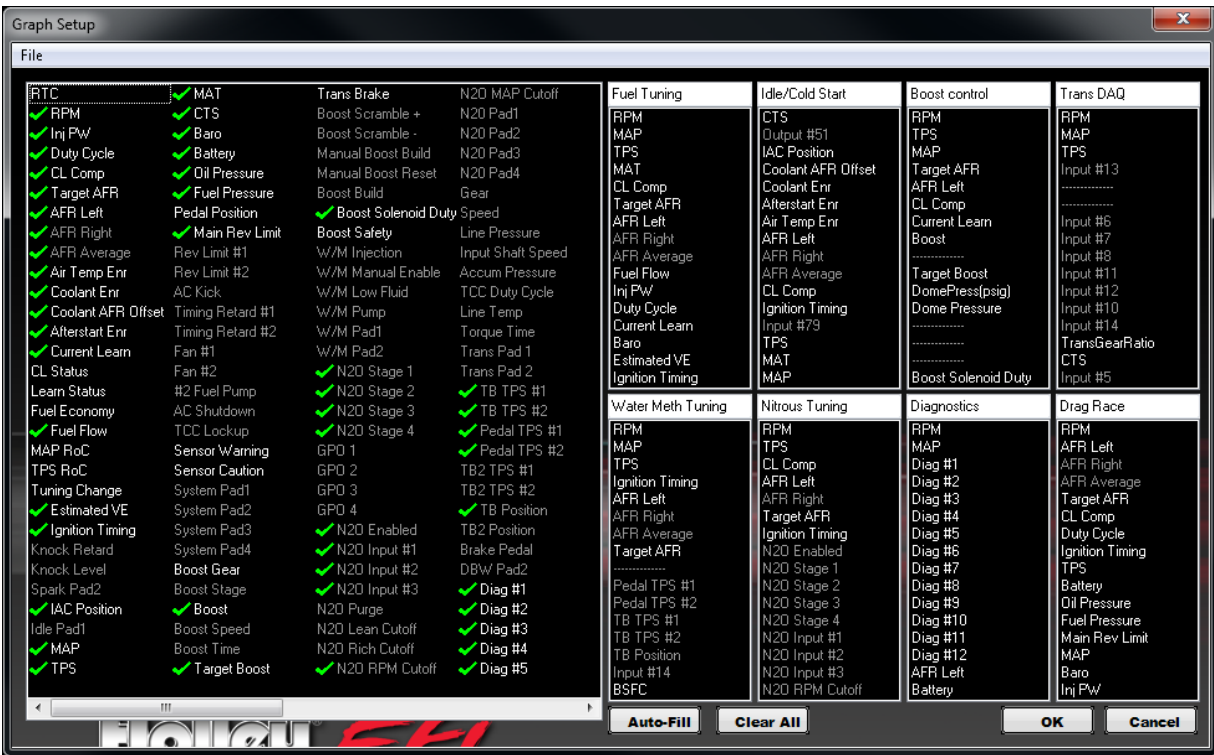 Graph Setup
File
RTC
RPM
Inj PW
Duty Cycle
CL Comp
Target AFR
AFR Left
AFR Right
AFR Average
Air Temp Enr
Coolant Enr
Coolant AFR Offset
Afterstart Enr
Current Learn
CL Status
Learn Status
Fuel Economy
Fuel Flow
MAP RoC
TPS RoC
Tuning Change
Estimated VE
Ignition Timing
Knock Retard
Knock Level
Spark Pad2
IAC Position
Idle Pad1
MAP
TPS
MAT
CTS
Baro
Battery
Oil Pressure
Fuel Pressure
Pedal Position
Main Rev Limit
Rev Limit #1
Rev Limit #2
AC Kick
Timing Retard #1
Timing Retard #2
Fan #1
Fan #2
#2 Fuel Pump
AC Shutdown
TCC Lockup
Sensor Warning
Sensor Caution
System Pad1
System Pad2
System Pad3
System Pad4
Boost Gear
Boost Stage
Boost
Boost Speed
Boost Time
Target Boost
Trans Brake
Boost Scramble +
Boost Scramble -
Manual Boost Build
Manual Boost Reset
Boost Build
Boost Solenoid Duty
Boost Safety
W/M Injection
W/M Manual Enable
W/M Low Fluid
W/M Pump
W/M Pad1
W/M Pad2
N2O Stage 1
N2O Stage 2
N2O Stage 3
N2O Stage 4
GPO 1
GPO 2
GPO 3
GPO 4
N2O Enabled
N2O Input #1
N2O Input #2
N2O Input #3
N2O Purge
N2O Lean Cutoff
N2O Rich Cutoff
N2O RPM Cutoff
N2O MAP Cutoff
N2O Pad1
N2O Pad2
N2O Pad3
N2O Pad4
Gear
Speed
Line Pressure
Input Shaft Speed
Accum Pressure
TCC Duty Cycle
Line Temp
Torque Time
Trans Pad 1
Trans Pad 2
TB TPS #1
TB TPS #2
Pedal TPS #1
Pedal TPS #2
TB2 TPS #1
TB2 TPS #2
TB Position
TB2 Position
Brake Pedal
DBW Pad2
Diag #1
Diag #2
Diag #3
Diag #4
Diag #5
Fuel Tuning
RPM
MAP
TPS
MAT
CL Comp
Target AFR
AFR Left
AFR Right
AFR Average
Fuel Flow
Inj PW
Duty Cycle
Current Learn
Baro
Estimated VE
Ignition Timing
Idle/Cold Start
CTS
Output #51
IAC Position
Coolant AFR Offset
Coolant Enr
Afterstart Enr
Air Temp Enr
AFR Left
AFR Right
AFR Average
CL Comp
Ignition Timing
Input #79
TPS
MAT
MAP
Boost control
RPM
TPS
MAP
Target AFR
AFR Left
CL Comp
Current Learn
Boost
-------------
Target Boost
DomePress(psig)
Dome Pressure
-------------
-------------
-------------
Boost Solenoid Duty
Trans DAQ
RPM
MAP
TPS
Input #13
-------------
-------------
Input #6
Input #7
Input #8
Input #11
Input #12
Input #10
Input #14
TransGearRatio
CTS
Input #5
Water Meth Tuning
RPM
MAP
TPS
Ignition Timing
AFR Left
AFR Right
AFR Average
Target AFR
-------------
Pedal TPS #1
Pedal TPS #2
TB TPS #1
TB TPS #2
TB Position
Input #14
BSFC
Nitrous Tuning
RPM
TPS
CL Comp
AFR Left
AFR Right
Target AFR
Ignition Timing
N2O Enabled
N2O Stage 1
N2O Stage 2
N2O Stage 3
N2O Stage 4
N2O Input #1
N2O Input #2
N2O Input #3
N2O RPM Cutoff
Diagnostics
RPM
MAP
Diag #1
Diag #2
Diag #3
Diag #4
Diag #5
Diag #6
Diag #7
Diag #8
Diag #9
Diag #10
Diag #11
Diag #12
AFR Left
Battery
Drag Race
RPM
AFR Left
AFR Right
AFR Average
Target AFR
CL Comp
Duty Cycle
Ignition Timing
TPS
Battery
Oil Pressure
Fuel Pressure
Main Rev Limit
MAP
Baro
Inj PW
Auto-Fill
Clear All
OK
Cancel
Holley EFI